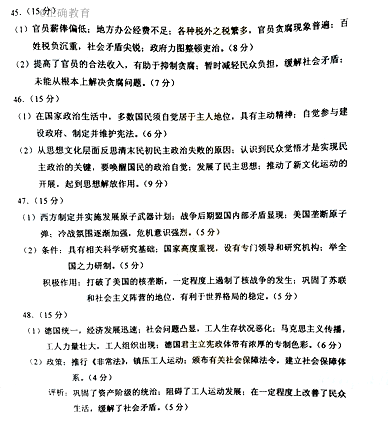 45.(15分)
正确教育
(1)官员薪俸偏低;地方办公经费不足;各种税外之税繁多,官员贪腐现象普遍;百
姓税负沉重,社会矛盾尖锐;政府力图整顿吏治。(8分)
(2)提高了官员的合法收入,有助于抑制贪腐;暂时减轻民众负担,缓解社会矛盾;
未能从根本上解决贪腐问题。(7分)
46.(15分)
(1)在国家政治生活中,多数国民须自觉居于主人地位,具有主动精神;自觉参与建
设政府、制定并维护宪法。(6分)
(2)从思想文化层面反思清末民初民主政治失败的原因;认识到民众觉悟才是实现民
主政治的关键,要唤醒国民的政治自觉;发展了民主思想;推动了新文化运动的
开展,起到思想解放作用。(9分)
47.(15分)
(1)西方制定并实施发展原子武器计划;战争后期盟国内部矛盾显现;美国垄断原子
弹;冷战氛围逐渐加强,危机意识强烈。(5分)
(2)条件:具有相关科学研究基础;国家高度重视,设有专门领导和研究机构;举全
国之力研制。(5分)
积极作用:打破了美国的核垄断,一定程度上遏制了核战争的发生;巩固了苏联
和社会主义阵营的地位,有利于世界格局的稳定。(5分)
48.(15分)
(1)德国统一,经济发展迅速;社会问题凸显,工人生存状况恶化;马克思主义传播,
工人力量壮大,工人组织出现;德国君主立宪政体带有浓厚的专制色彩。(6分)
(2)政策:推行《非常法》,镇压工人运动;颁布有关社会保障法令,建立社会保障体
系。(4分)
评析:巩固了资产阶级的统治;阻碍了工人运动发展;在一定程度上改善了民众
生活,缓解了社会矛盾。(5分)